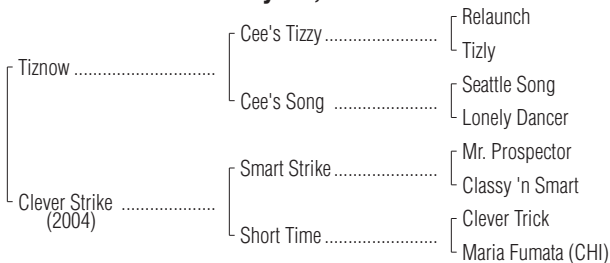 Relaunch
Cee's Tizzy ..........................
Tizly
Tiznow .................................
Seattle Song
Cee's Song ........................
Lonely Dancer
Mr. Prospector
Smart Strike........................
Classy 'n Smart
Clever Strike ......................
(2004)
Clever Trick
Short Time..........................
Maria Fumata (CHI)